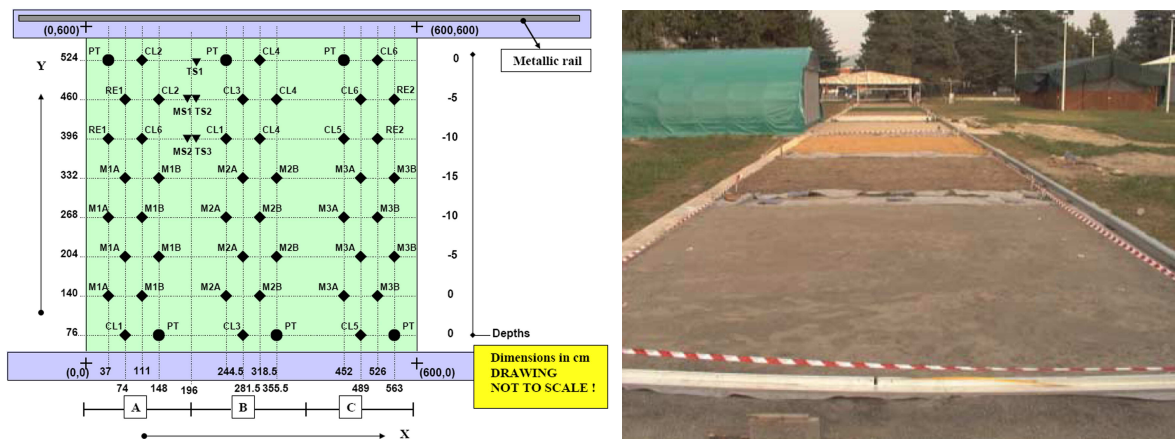 (0,600)
(600,600)
Metallic rail
Y
524 PT CL2 PT CL4 PT CL6 0
TS1
460 RE1 CL2 CL3 CL4 CL6 RE2 -5
MS1 TS2
396 RE1 CL6 CL1 CL4 CL5 RE2 -10
MS2 TS3
332 M1A M1B M2A M2B M3A M3B -15
268 M1A M1B M2A M2B M3A M3B -10
204 M1A M1B M2A M2B M3A M3B -5
140 M1A M1B M2A M2B M3A M3B 0
76 CL1 PT CL3 PT CL5 PT 0 Depths
(0,0) 37 111 244.5 318.5 452 526 (600,0)
74 148 196 281.5 355.5 489 563
A B C
X
Dimensions in cm
DRAWING
NOT TO SCALE !